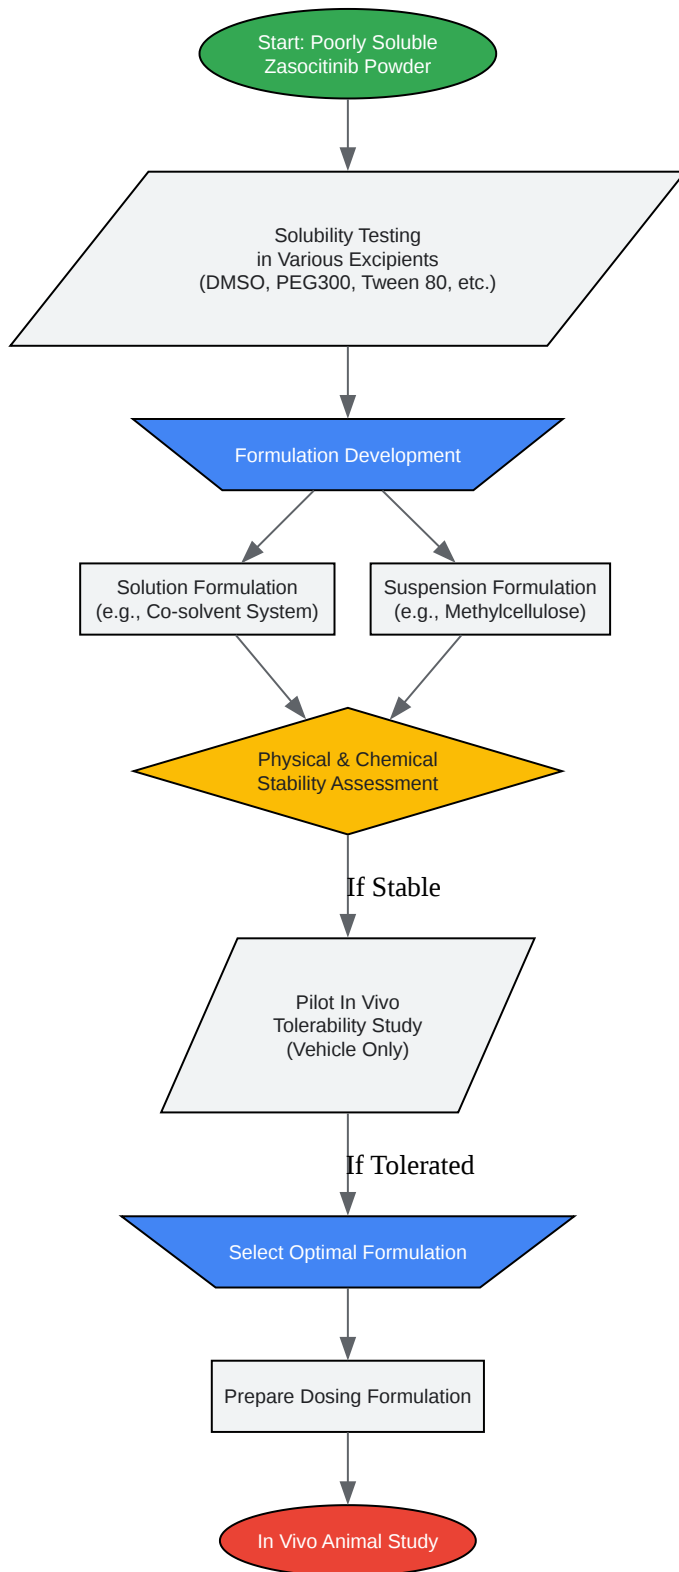 Start: Poorly Soluble
Zasocitinib Powder
Solubility Testing
in Various Excipients
(DMSO, PEG300, Tween 80, etc.)
Formulation Development
Solution Formulation
(e.g., Co-solvent System)
Suspension Formulation
(e.g., Methylcellulose)
Physical & Chemical
Stability Assessment
If Stable
Pilot In Vivo
Tolerability Study
(Vehicle Only)
If Tolerated
Select Optimal Formulation
Prepare Dosing Formulation
In Vivo Animal Study